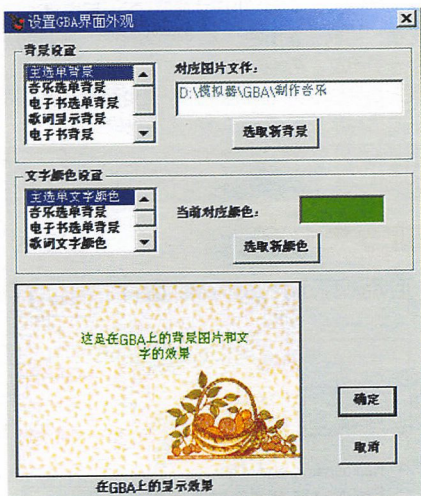 设置GBA界面外观
背景设置
主选单背景
音乐选单背景
电子书选单背景
歌词显示背景
电子书背景
对应图片文件：
D:\模拟器\GBA\制作音乐
选取新背景
文字颜色设置
主选单文字颜色
音乐选单背景
电子书选单背景
歌词文字颜色
当前对应颜色：
选取新颜色
这是在GBA上的背景图片和文
字的效果
确定
取消
在GBA上的显示效果